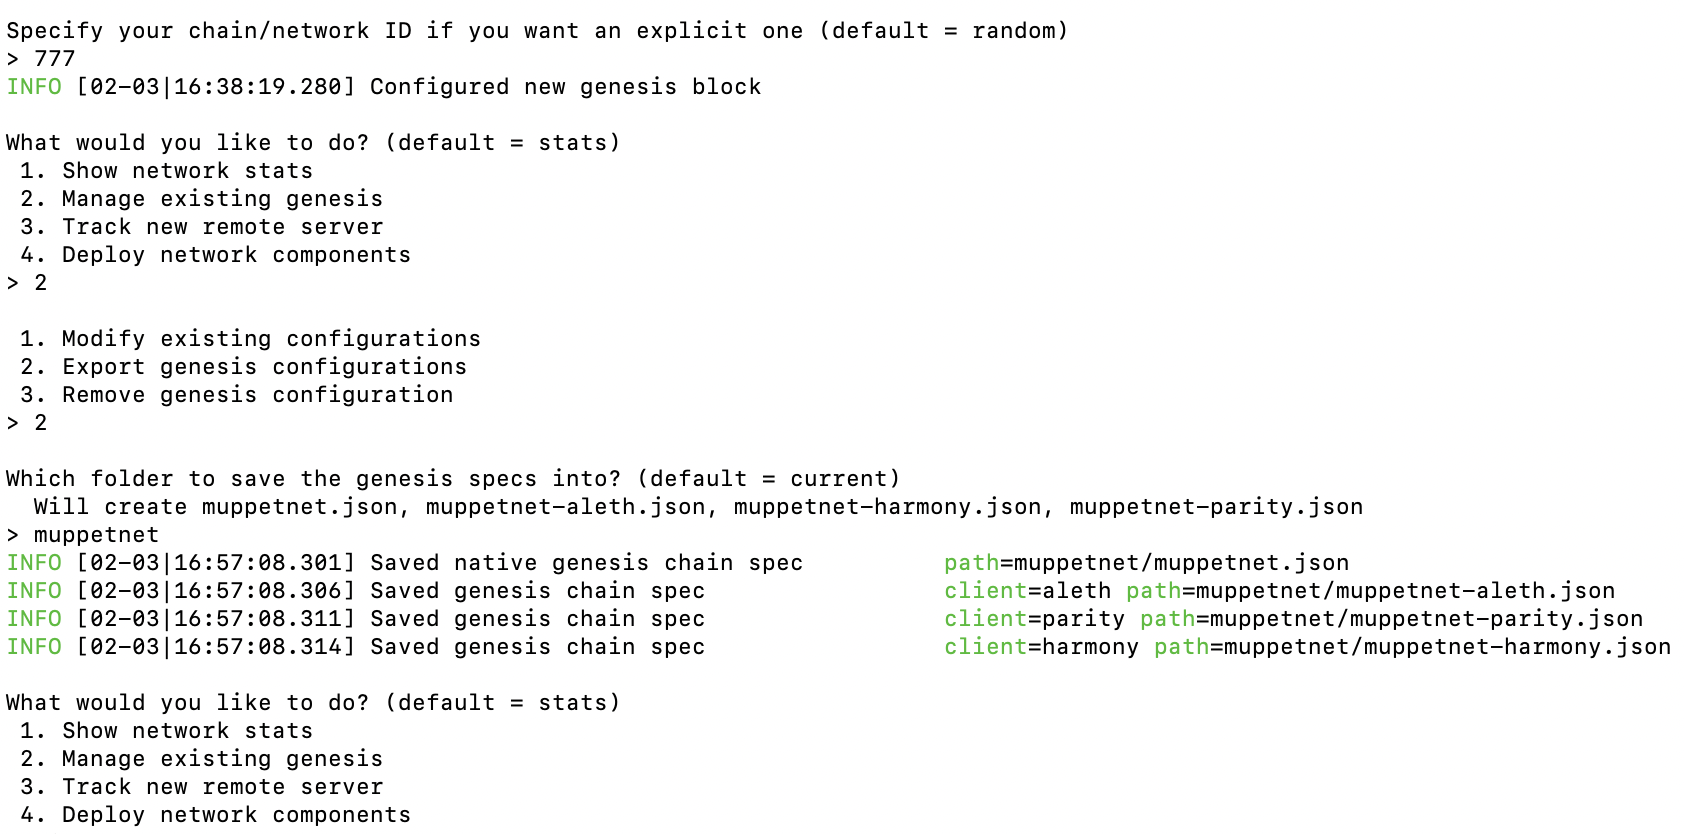 Specify your chain/network ID if you want an explicit one (default = random)
> 777
INFO [02-03|16:38:19.280] Configured new genesis block
What would you like to do? (default = stats)
1. Show network stats
2. Manage existing genesis
3. Track new remote server
4. Deploy network components
> 2
1. Modify existing configurations
2. Export genesis configurations
3. Remove genesis configuration
> 2
Which folder to save the genesis specs into? (default = current)
Will create muppetnet.json, muppetnet-aleth.json, muppetnet-harmony.json, muppetnet-parity.json
> muppetnet
INFO [02-03|16:57:08.301] Saved native genesis chain spec path=muppetnet/muppetnet.json
INFO [02-03|16:57:08.306] Saved genesis chain spec client=aleth path=muppetnet/muppetnet-aleth.json
INFO [02-03|16:57:08.311] Saved genesis chain spec client=parity path=muppetnet/muppetnet-parity.json
INFO [02-03|16:57:08.314] Saved genesis chain spec client=harmony path=muppetnet/muppetnet-harmony.json
What would you like to do? (default = stats)
1. Show network stats
2. Manage existing genesis
3. Track new remote server
4. Deploy network components